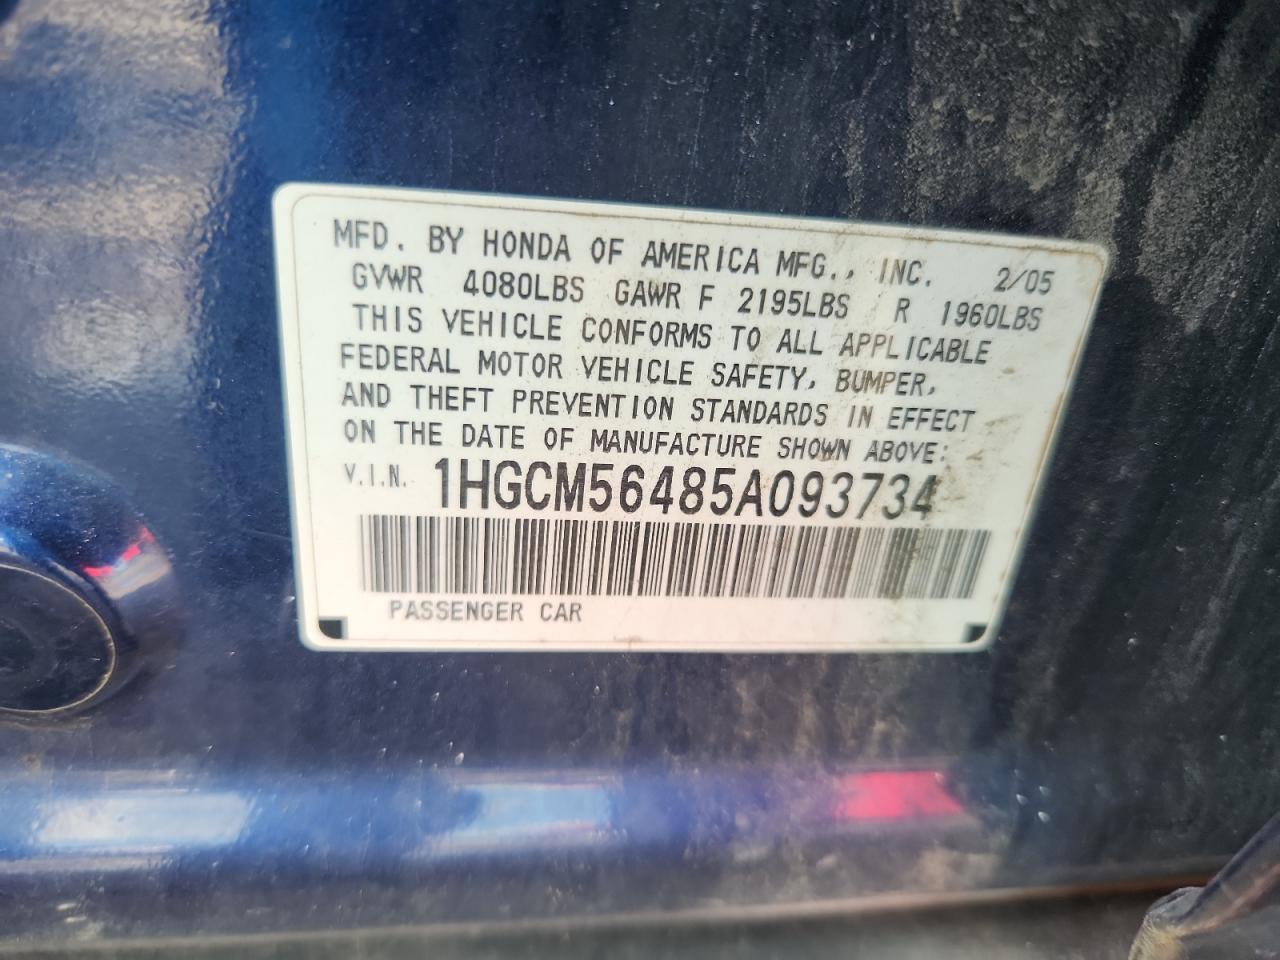 MFD. BY HONDA OF AMERICA MFG., INC. 2/05
GVWR 4080LBS GAWR F 2195LBS R 1960LBS
THIS VEHICLE CONFORMS TO ALL APPLICABLE
FEDERAL MOTOR VEHICLE SAFETY, BUMPER,
AND THEFT PREVENTION STANDARDS IN EFFECT
ON THE DATE OF MANUFACTURE SHOWN ABOVE:
V.I.N. 1HGCM56485A093734
PASSENGER CAR